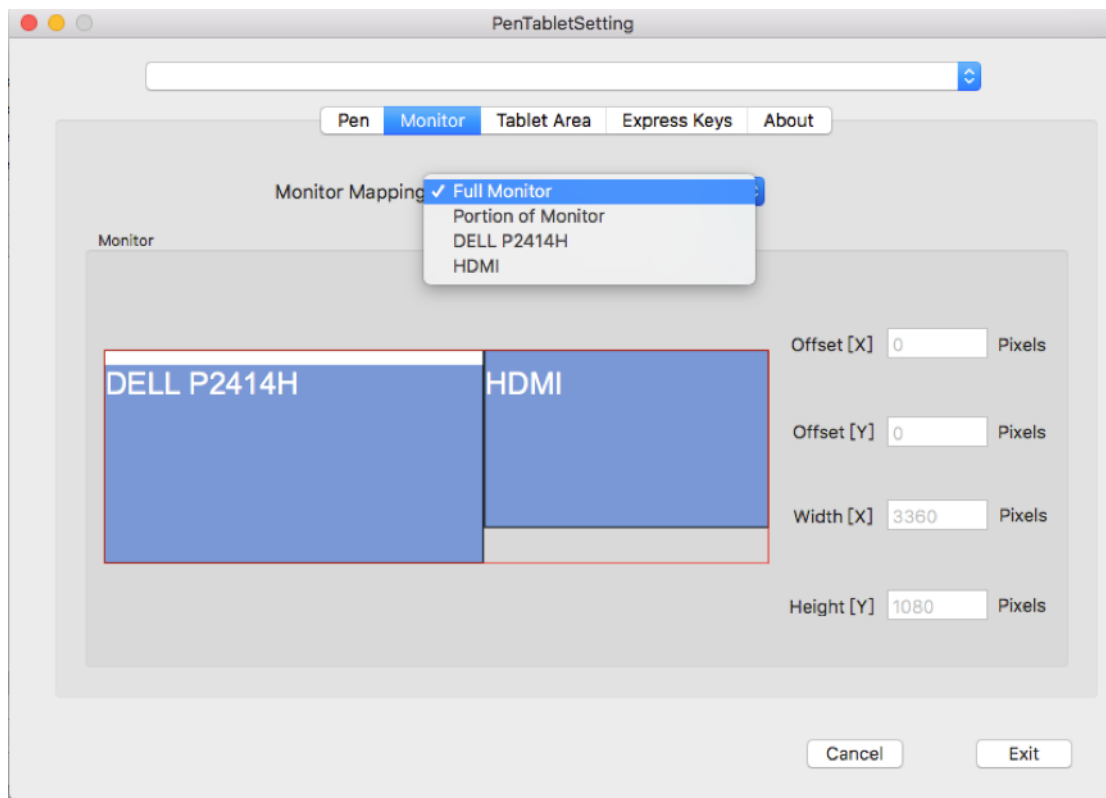 PenTabletSetting
Pen Monitor Tablet Area Express Keys About
Monitor Mapping ✓ Full Monitor
Portion of Monitor
DELL P2414H
HDMI
Monitor
DELL P2414H HDMI
Offset [X] 0 Pixels
Offset [Y] 0 Pixels
Width [X] 3360 Pixels
Height [Y] 1080 Pixels
Cancel Exit